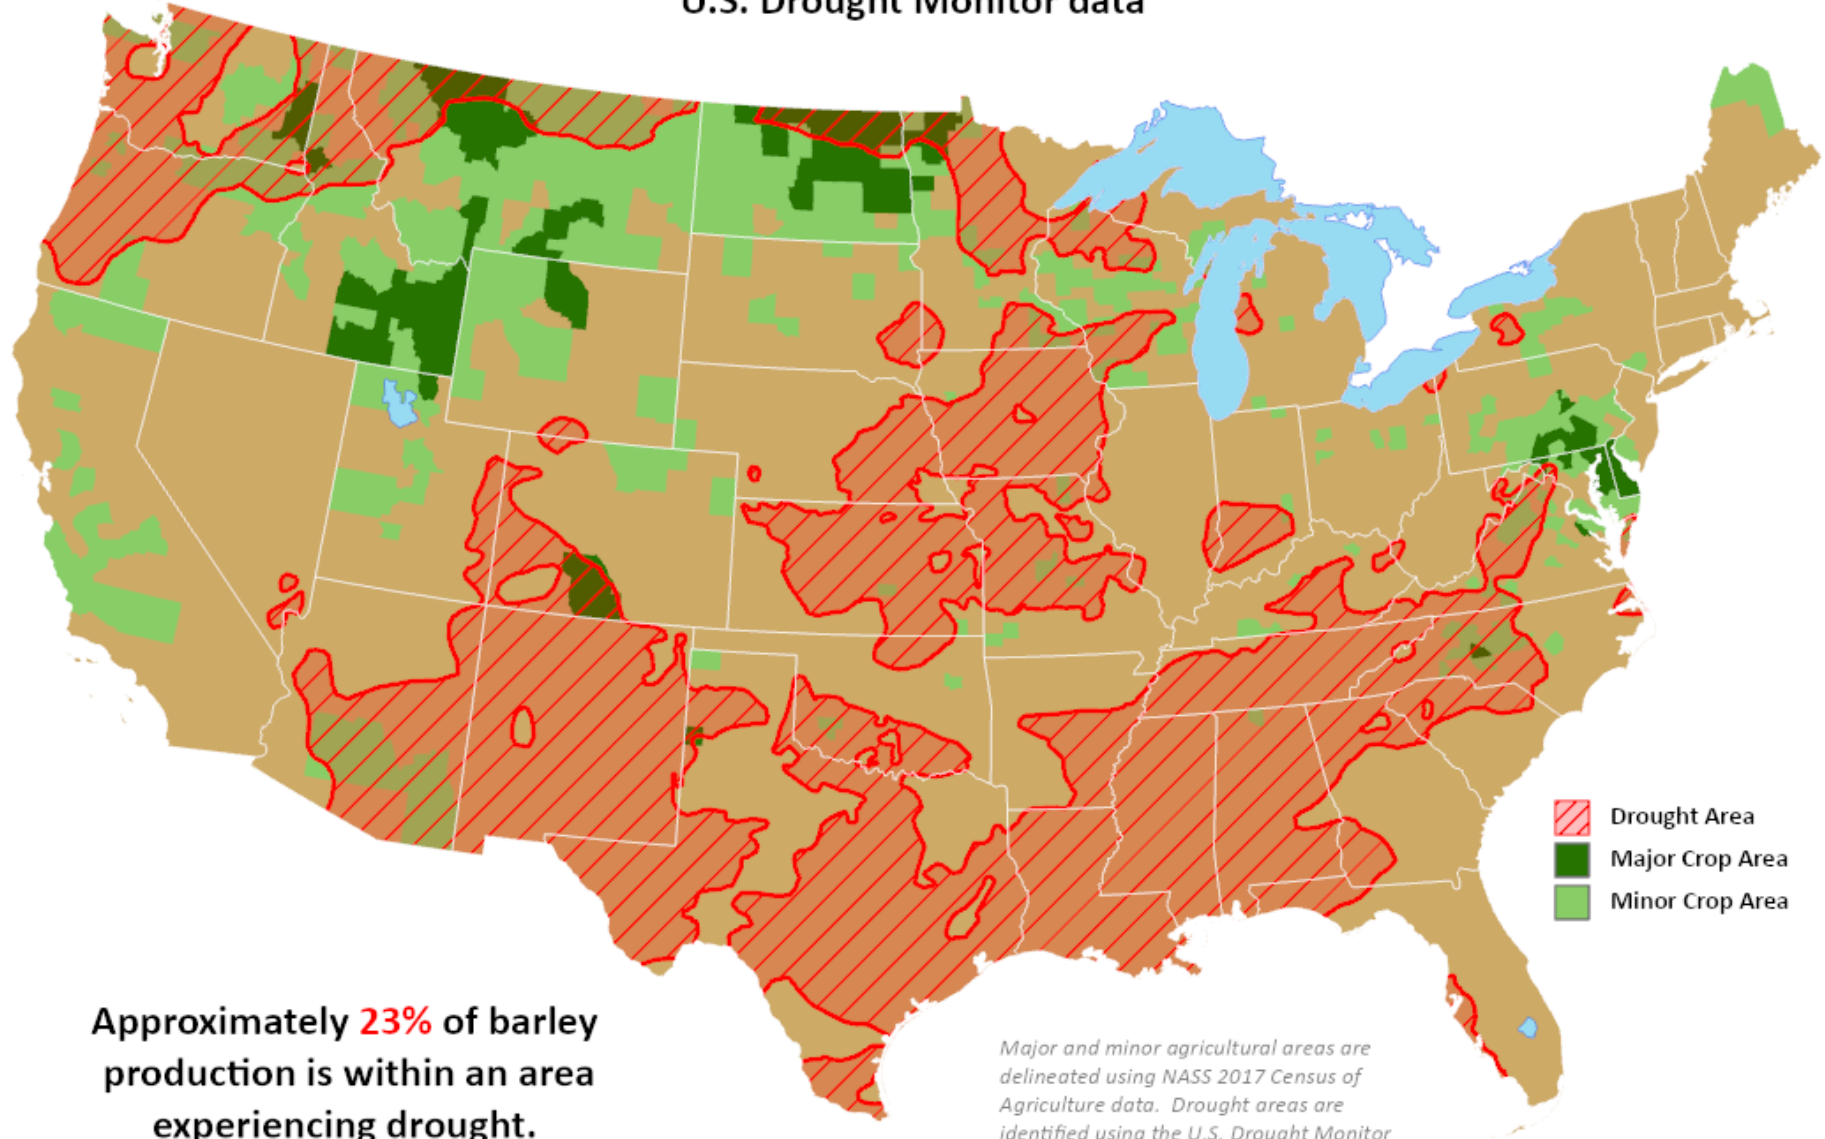 U.S. Drought Monitor data
Drought Area
Major Crop Area
Minor Crop Area
Approximately 23% of barley
production is within an area
experiencing drought.
Major and minor agricultural areas are
delineated using NASS 2017 Census of
Agriculture data.  Drought areas are
identified using the U.S. Drought Monitor